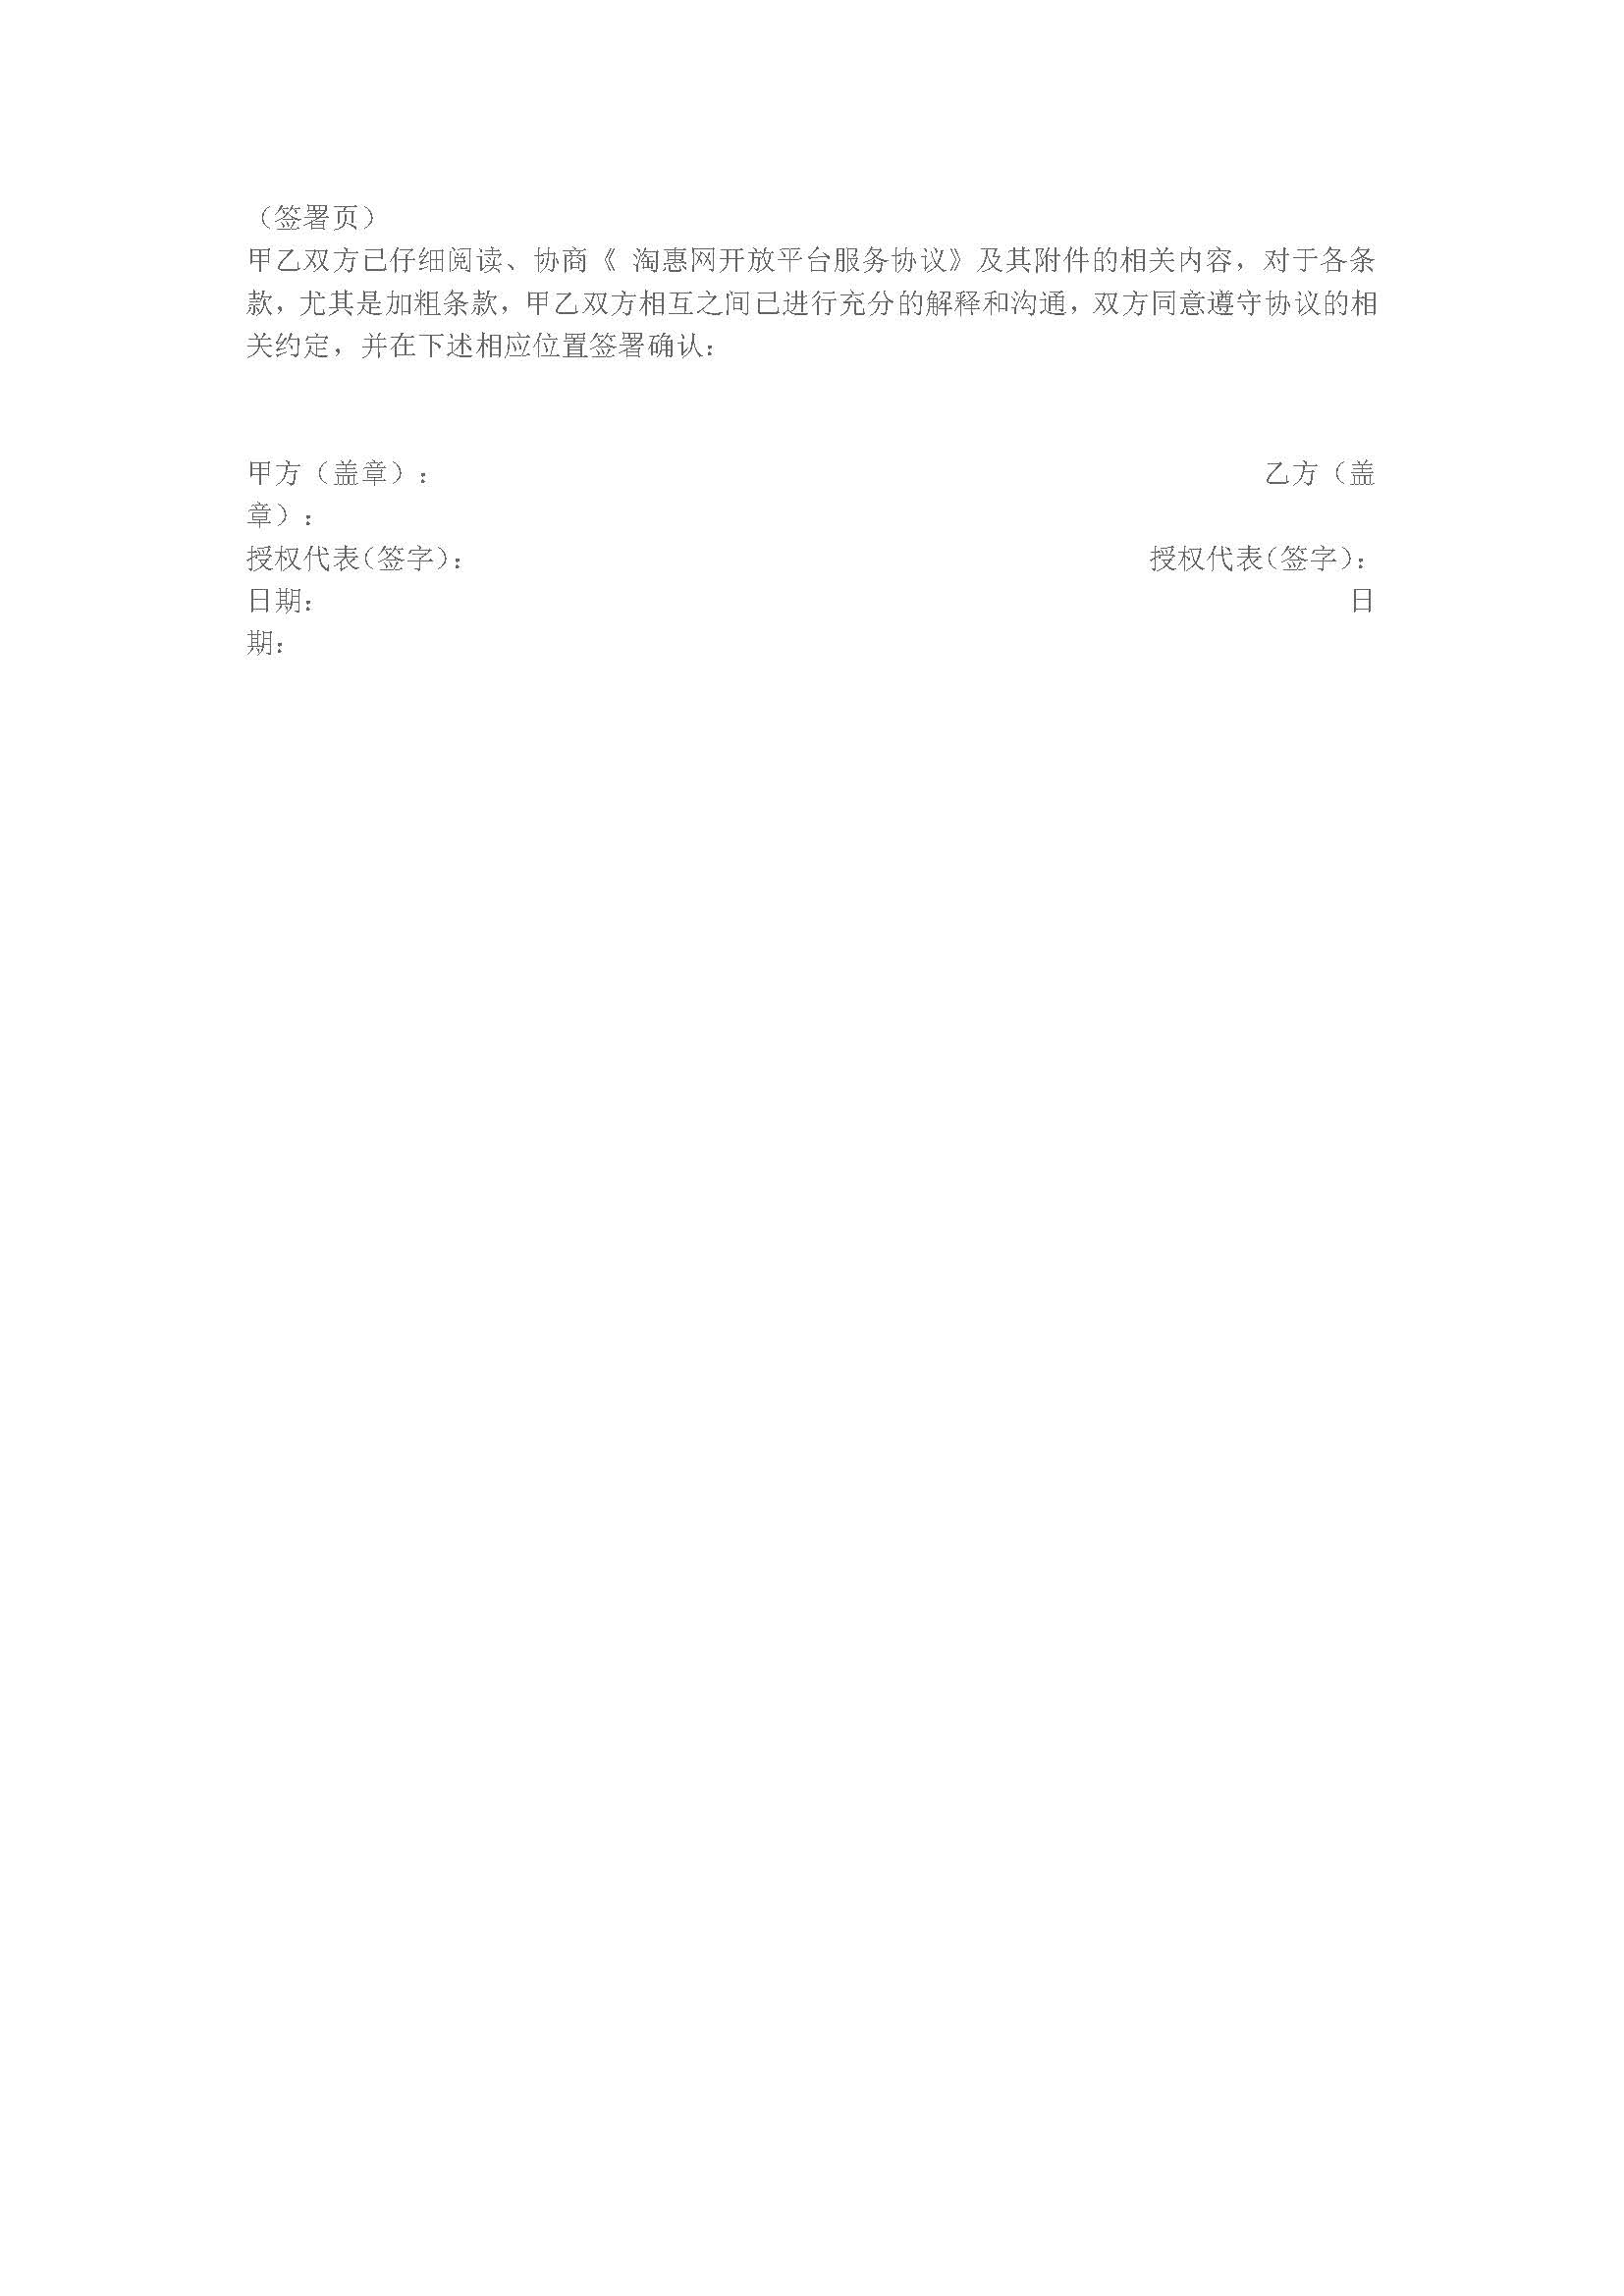 （签署页）
甲乙双方已仔细阅读、协商《 淘惠网开放平台服务协议》及其附件的相关内容，对于各条
款，尤其是加粗条款，甲乙双方相互之间已进行充分的解释和沟通，双方同意遵守协议的相
关约定，并在下述相应位置签署确认：
甲方（盖章）： 乙方（盖
章）：
授权代表(签字)： 授权代表(签字)：
日期： 日
期：